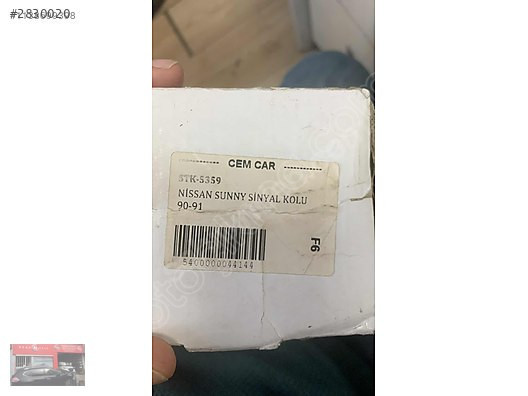 #2830020
CEM CAR
STK-5359
NİSSAN SUNNY SİNYAL KOLU
90-91
F6
5400000044144